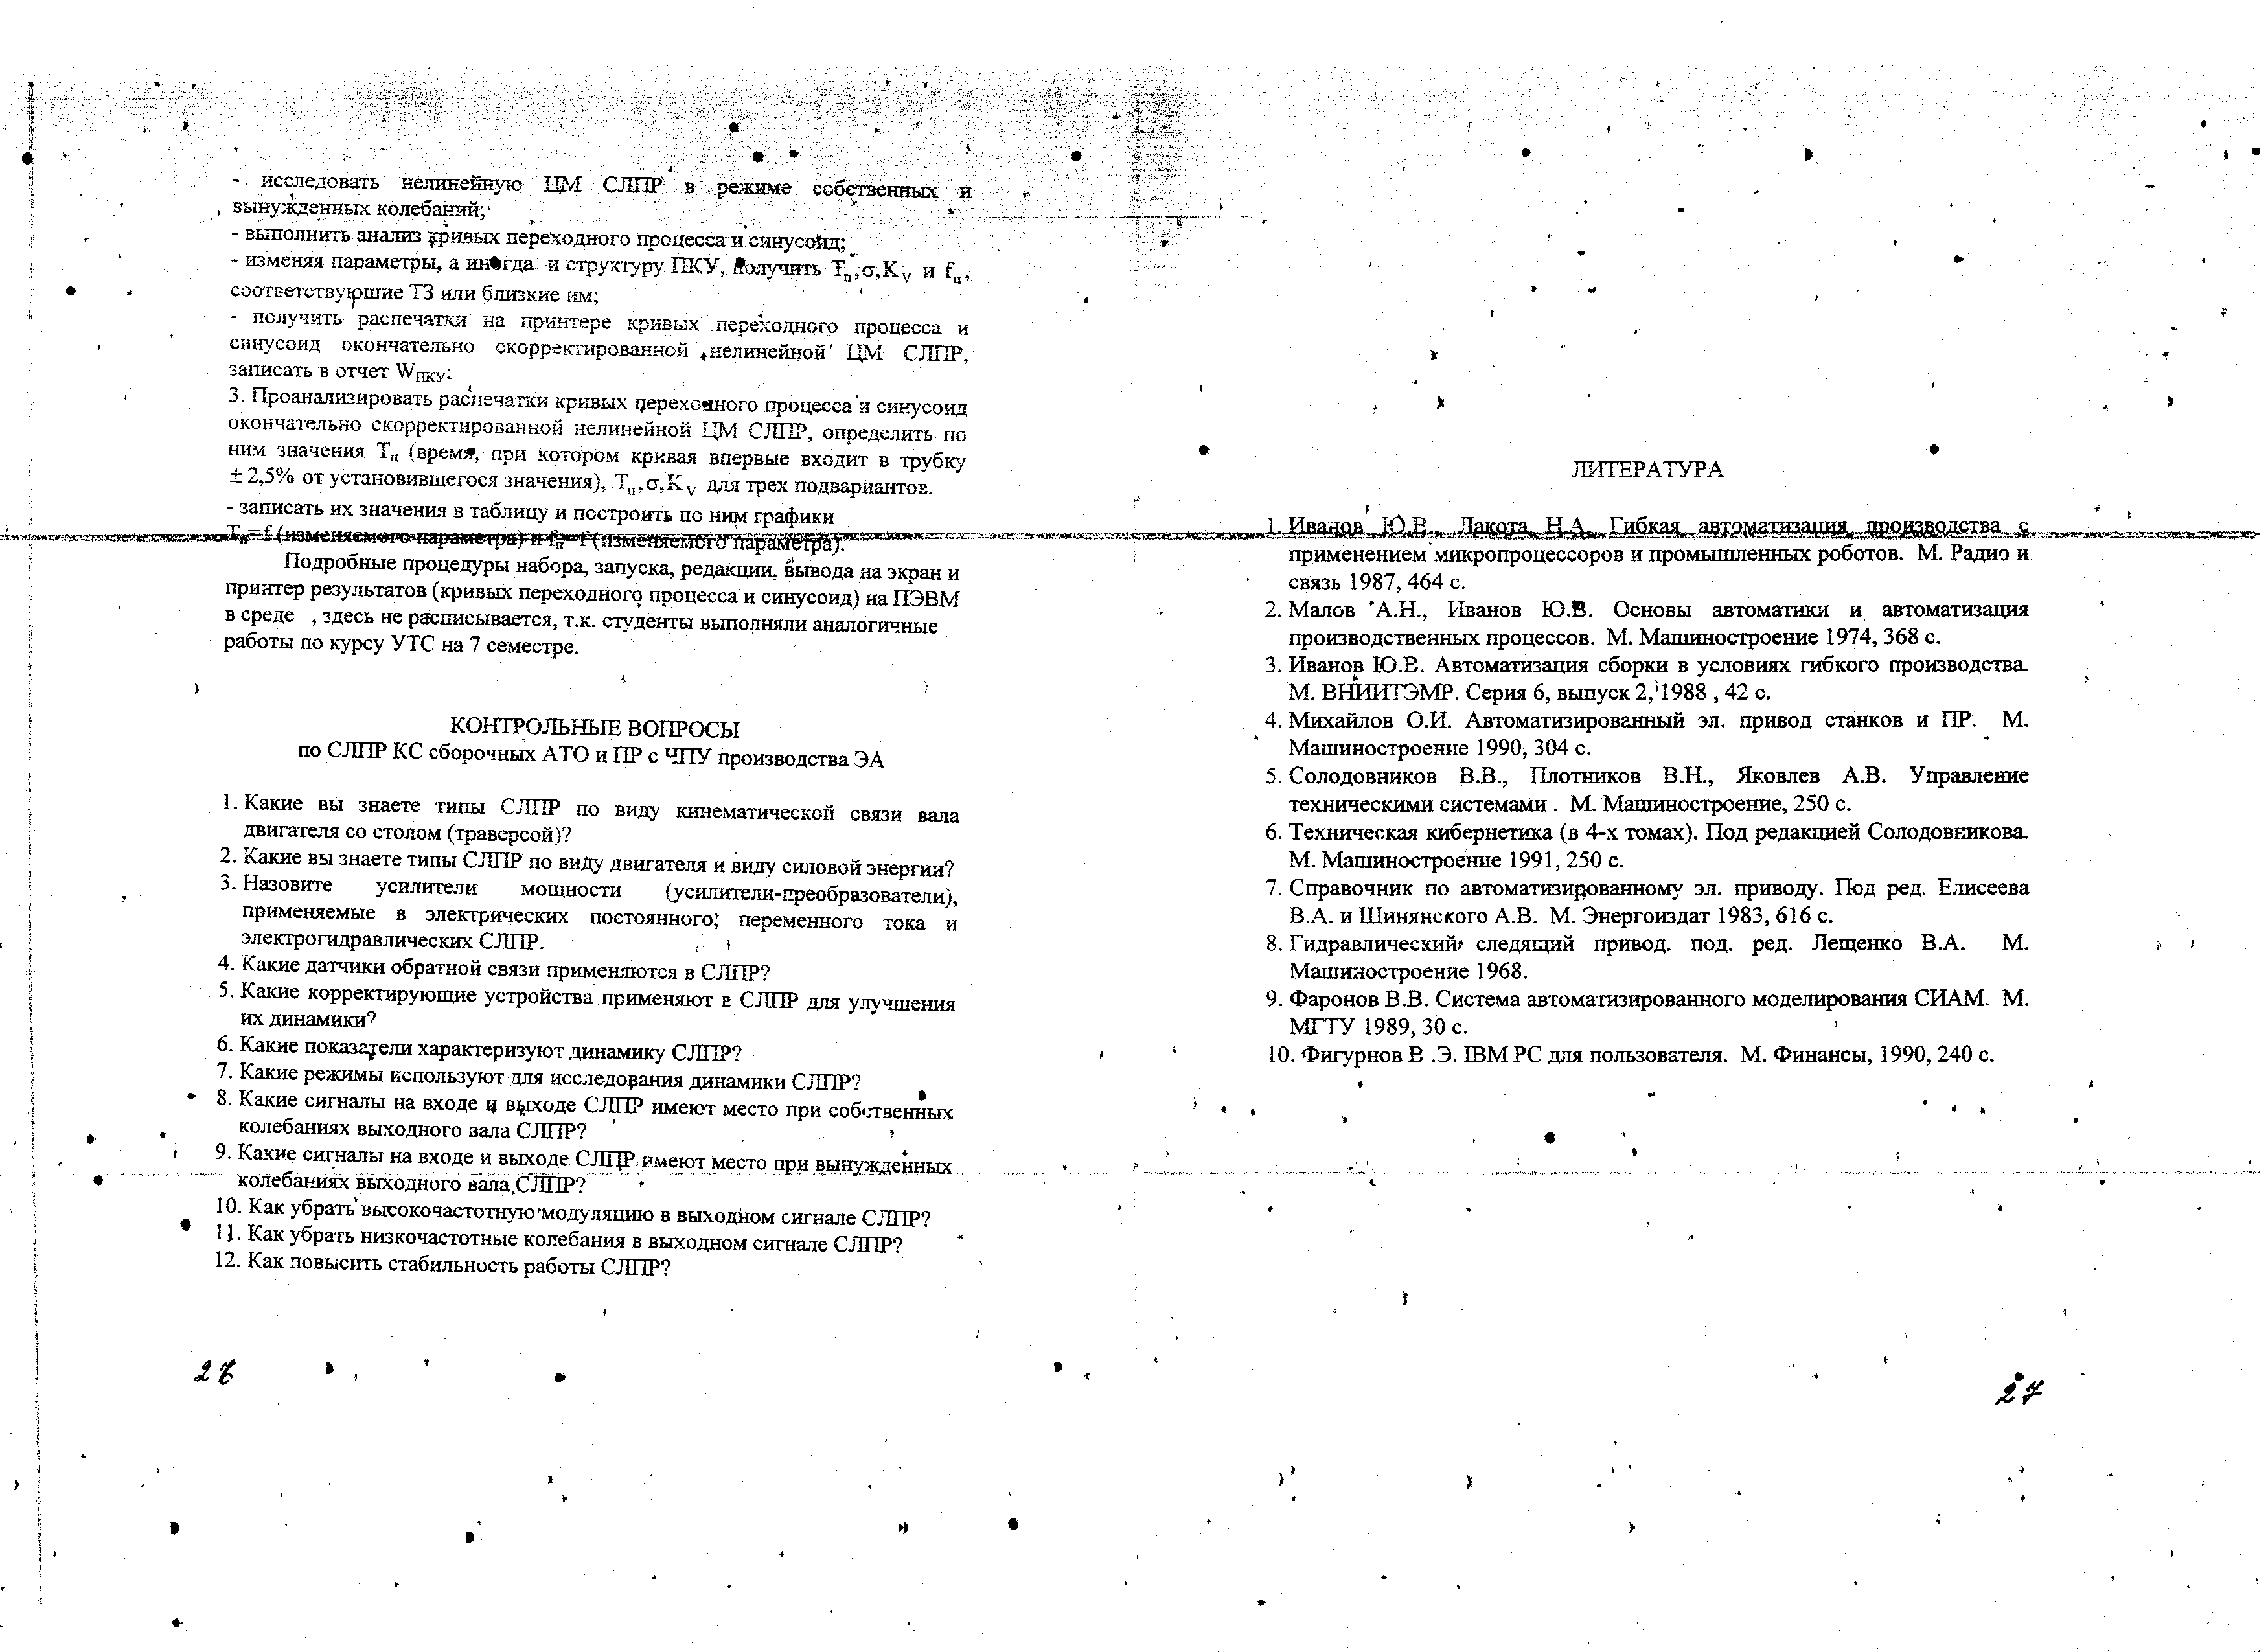 - исследовать нелинейную ЦМ СЛПР в режиме собственных и
вынужденных колебаний;
- выполнить анализ кривых переходного процесса и синусоид;
- изменяя параметры, а иногда и структуру ПКУ, получить Tп,σ,KV и fп,
соответствующие ТЗ или близкие им;
- получить распечатки на принтере кривых переходного процесса и
синусоид окончательно скорректированной нелинейной ЦМ СЛПР,
записать в отчет WПКУ:
3. Проанализировать распечатки кривых переходного процесса и синусоид
окончательно скорректированной нелинейной ЦМ СЛПР, определить по
ним значения Tп (время, при котором кривая впервые входит в трубку
± 2,5% от установившегося значения), Tп,σ,KV для трех подвариантов.
- записать их значения в таблицу и построить по ним графики
Tп=f (изменяемого параметра) и fп=f (изменяемого параметра).
Подробные процедуры набора, запуска, редакции, вывода на экран и
принтер результатов (кривых переходного процесса и синусоид) на ПЭВМ
в среде , здесь не расписывается, т.к. студенты выполняли аналогичные
работы по курсу УТС на 7 семестре.
КОНТРОЛЬНЫЕ ВОПРОСЫ
по СЛПР КС сборочных АТО и ПР с ЧПУ производства ЭА
1. Какие вы знаете типы СЛПР по виду кинематической связи вала
двигателя со столом (траверсой)?
2. Какие вы знаете типы СЛПР по виду двигателя и виду силовой энергии?
3. Назовите усилители мощности (усилители-преобразователи),
применяемые в электрических постоянного, переменного тока и
электрогидравлических СЛПР.
4. Какие датчики обратной связи применяются в СЛПР?
5. Какие корректирующие устройства применяют в СЛПР для улучшения
их динамики?
6. Какие показатели характеризуют динамику СЛПР?
7. Какие режимы используют для исследования динамики СЛПР?
8. Какие сигналы на входе и выходе СЛПР имеют место при собственных
колебаниях выходного вала СЛПР?
9. Какие сигналы на входе и выходе СЛПР имеют место при вынужденных
колебаниях выходного вала СЛПР?
10. Как убрать высокочастотную модуляцию в выходном сигнале СЛПР?
11. Как убрать низкочастотные колебания в выходном сигнале СЛПР?
12. Как повысить стабильность работы СЛПР?
26
ЛИТЕРАТУРА
1. Иванов Ю.В., Лакота Н.А. Гибкая автоматизация производства с
применением микропроцессоров и промышленных роботов. М. Радио и
связь 1987, 464 с.
2. Малов А.Н., Иванов Ю.В. Основы автоматики и автоматизация
производственных процессов. М. Машиностроение 1974, 368 с.
3. Иванов Ю.В. Автоматизация сборки в условиях гибкого производства.
М. ВНИИТЭМР. Серия 6, выпуск 2, 1988 , 42 с.
4. Михайлов О.И. Автоматизированный эл. привод станков и ПР. М.
Машиностроение 1990, 304 с.
5. Солодовников В.В., Плотников В.Н., Яковлев А.В. Управление
техническими системами . М. Машиностроение, 250 с.
6. Техническая кибернетика (в 4-х томах). Под редакцией Солодовникова.
М. Машиностроение 1991, 250 с.
7. Справочник по автоматизированному эл. приводу. Под ред. Елисеева
В.А. и Шинянского А.В. М. Энергоиздат 1983, 616 с.
8. Гидравлический следящий привод. под. ред. Лещенко В.А. М.
Машиностроение 1968.
9. Фаронов В.В. Система автоматизированного моделирования СИАМ. М.
МГТУ 1989, 30 с.
10. Фигурнов В .Э. IBM PC для пользователя. М. Финансы, 1990, 240 с.
27